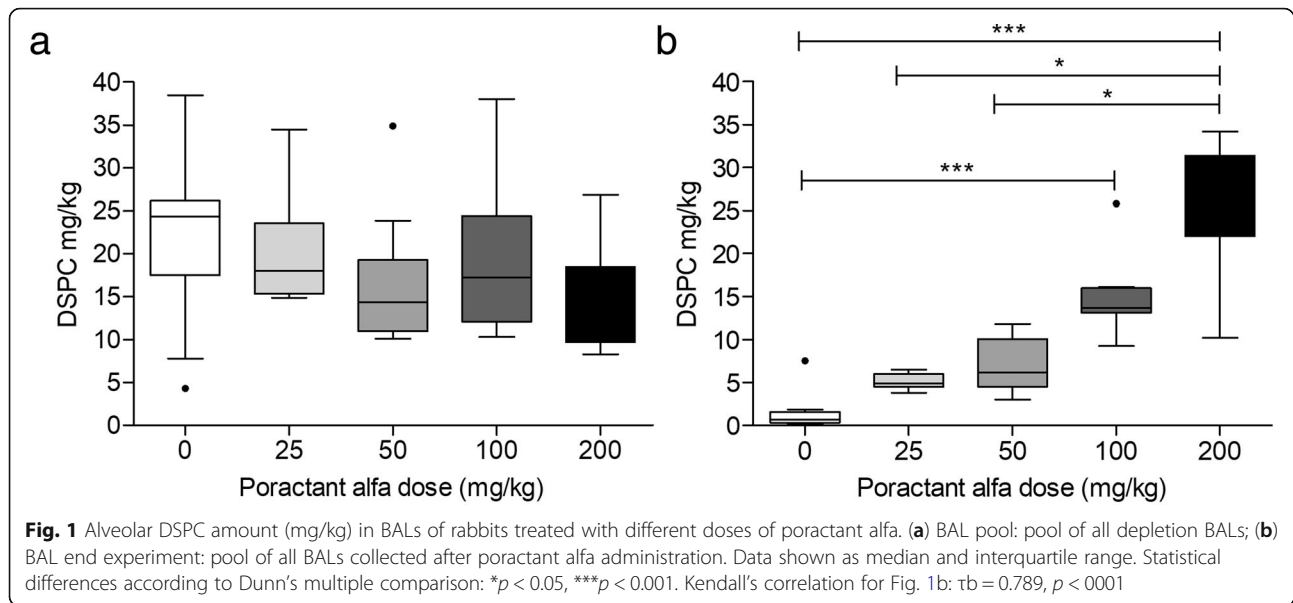 a
40
35
30
25
20
15
10
5
0
DSPC mg/kg
0 25 50 100 200
Poractant alfa dose (mg/kg)
b
***
*
*
***
40
35
30
25
20
15
10
5
0
DSPC mg/kg
0 25 50 100 200
Poractant alfa dose (mg/kg)
Fig. 1 Alveolar DSPC amount (mg/kg) in BALs of rabbits treated with different doses of poractant alfa. (a) BAL pool: pool of all depletion BALs; (b)
BAL end experiment: pool of all BALs collected after poractant alfa administration. Data shown as median and interquartile range. Statistical
differences according to Dunn's multiple comparison: *p < 0.05, ***p < 0.001. Kendall's correlation for Fig. 1b: τb = 0.789, p < 0001